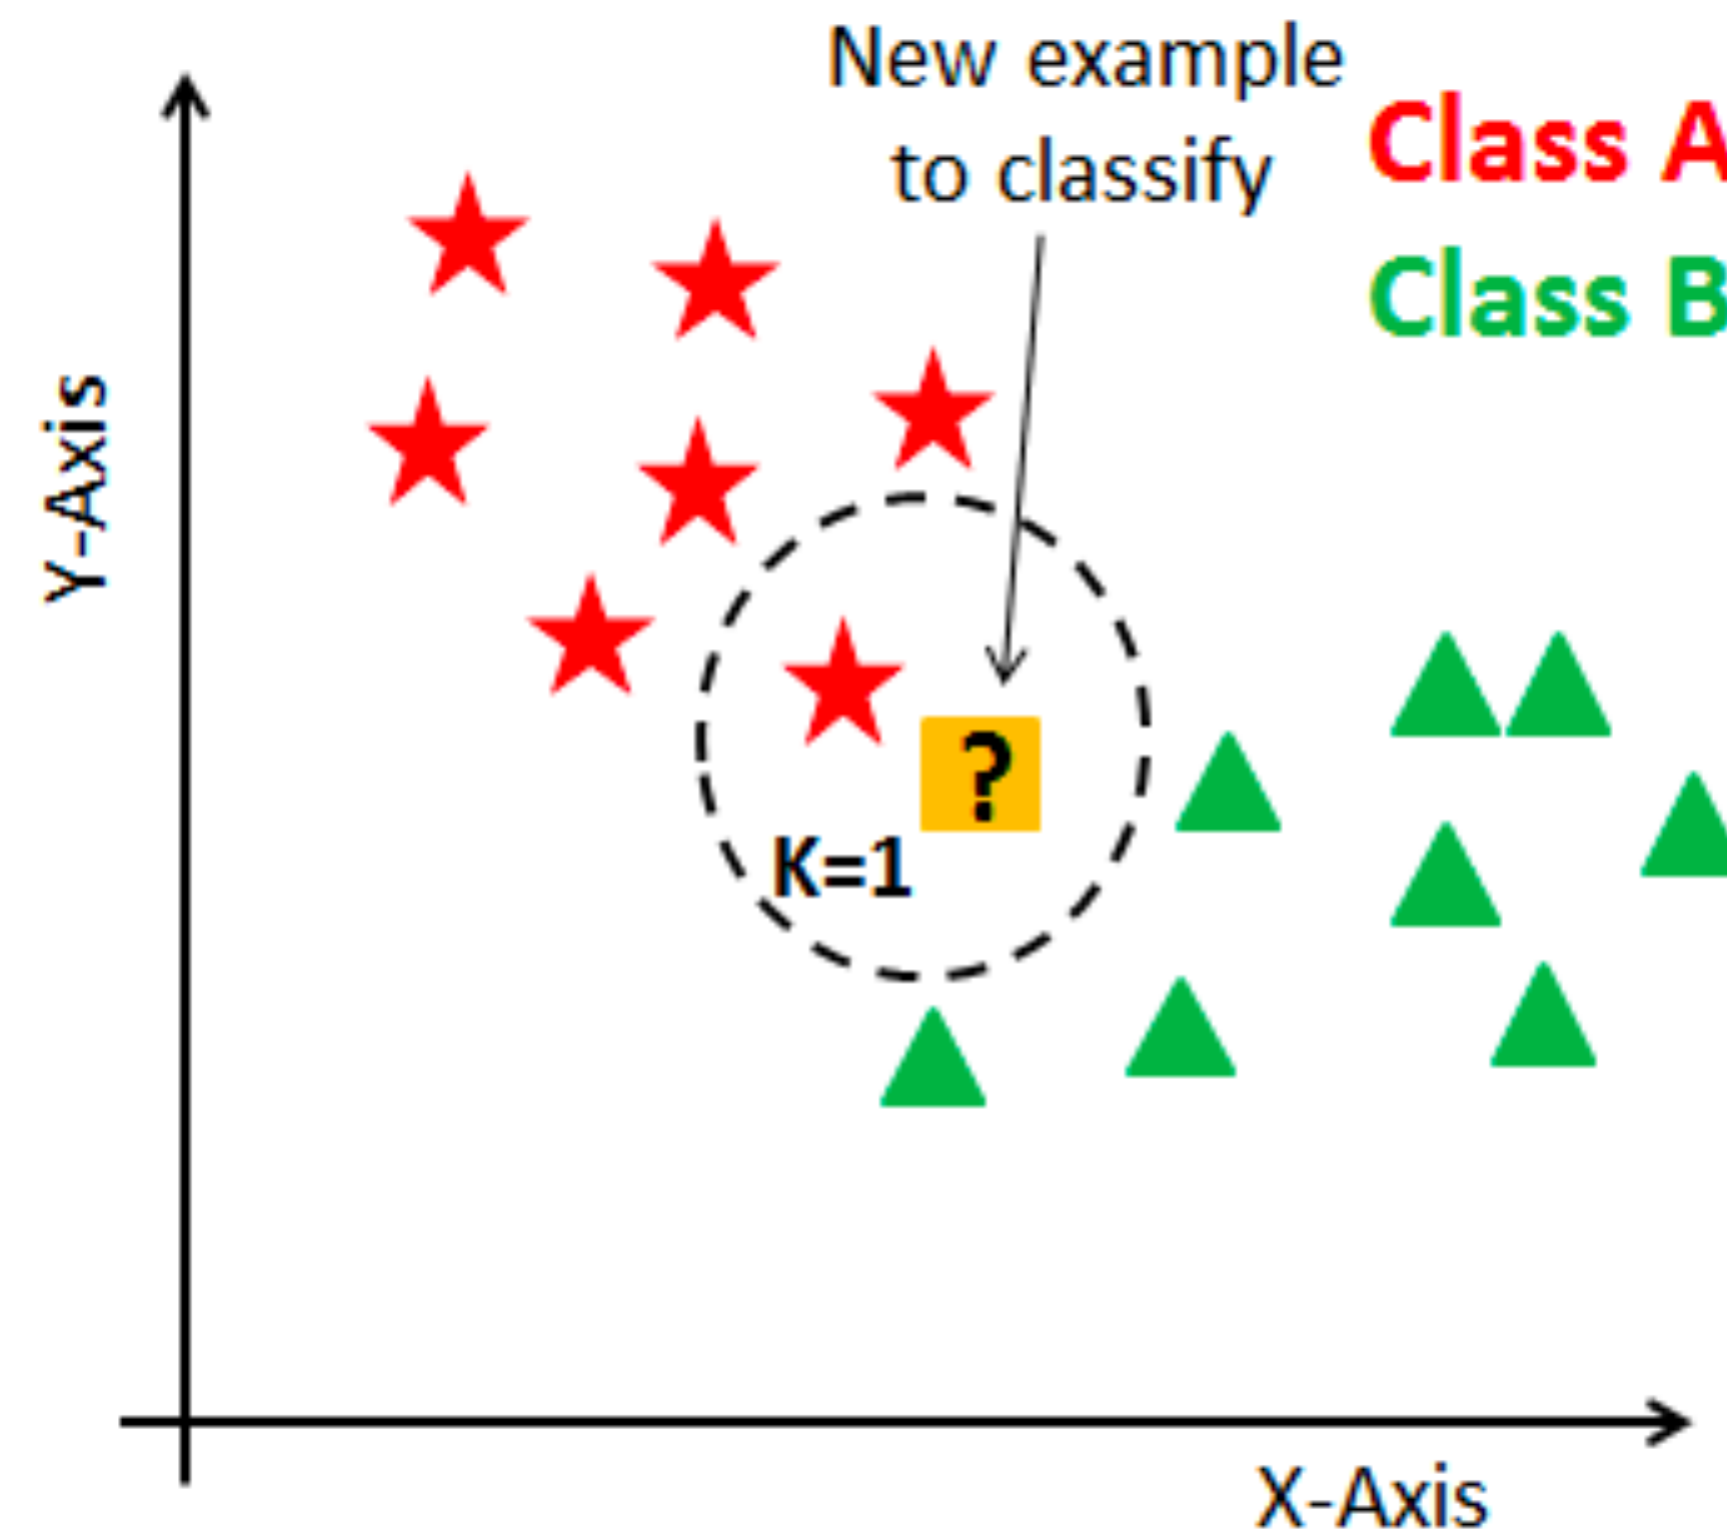 New example
to classify
Class A
Class B
Y-Axis
?
K=1
X-Axis